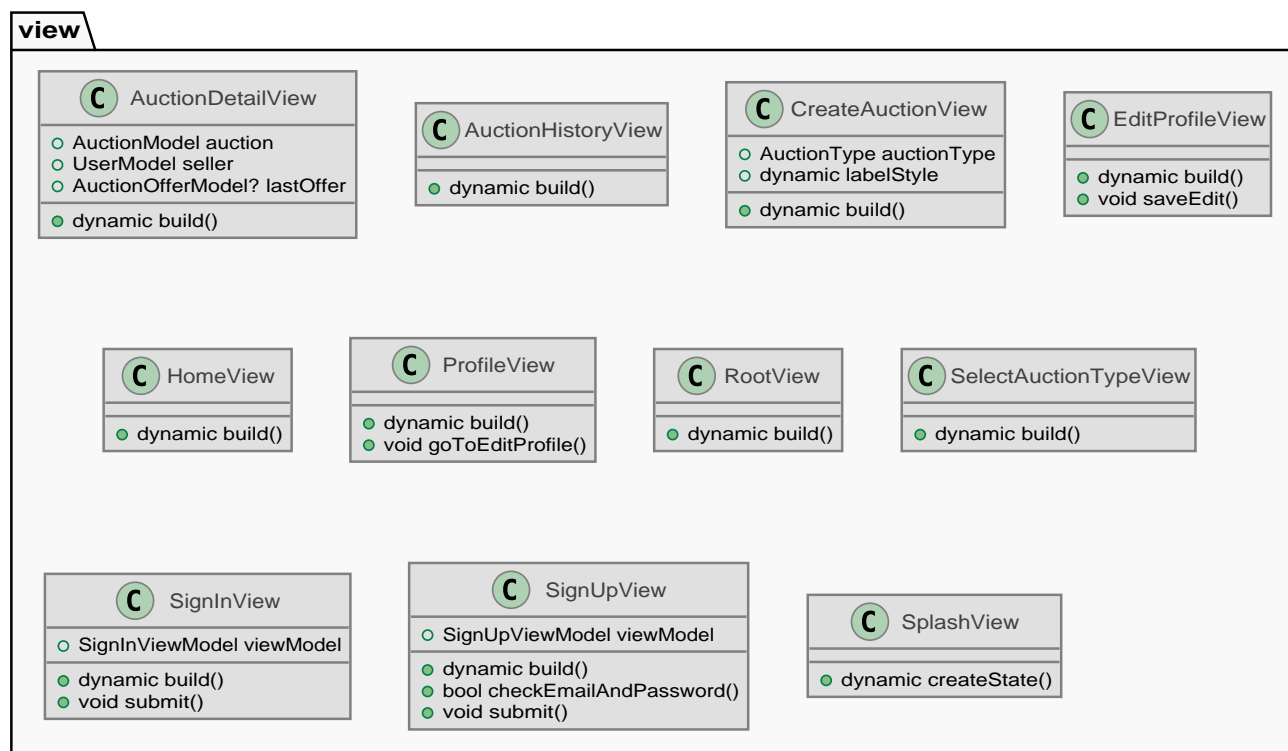 view
C AuctionDetailView
AuctionModel auction
UserModel seller
AuctionOfferModel? lastOffer
dynamic build()
C AuctionHistoryView
dynamic build()
C CreateAuctionView
AuctionType auctionType
dynamic labelStyle
dynamic build()
C EditProfileView
dynamic build()
void saveEdit()
C HomeView
dynamic build()
C ProfileView
dynamic build()
void goToEditProfile()
C RootView
dynamic build()
C SelectAuctionTypeView
dynamic build()
C SignInView
SignInViewModel viewModel
dynamic build()
void submit()
C SignUpView
SignUpViewModel viewModel
dynamic build()
bool checkEmailAndPassword()
void submit()
C SplashView
dynamic createState()